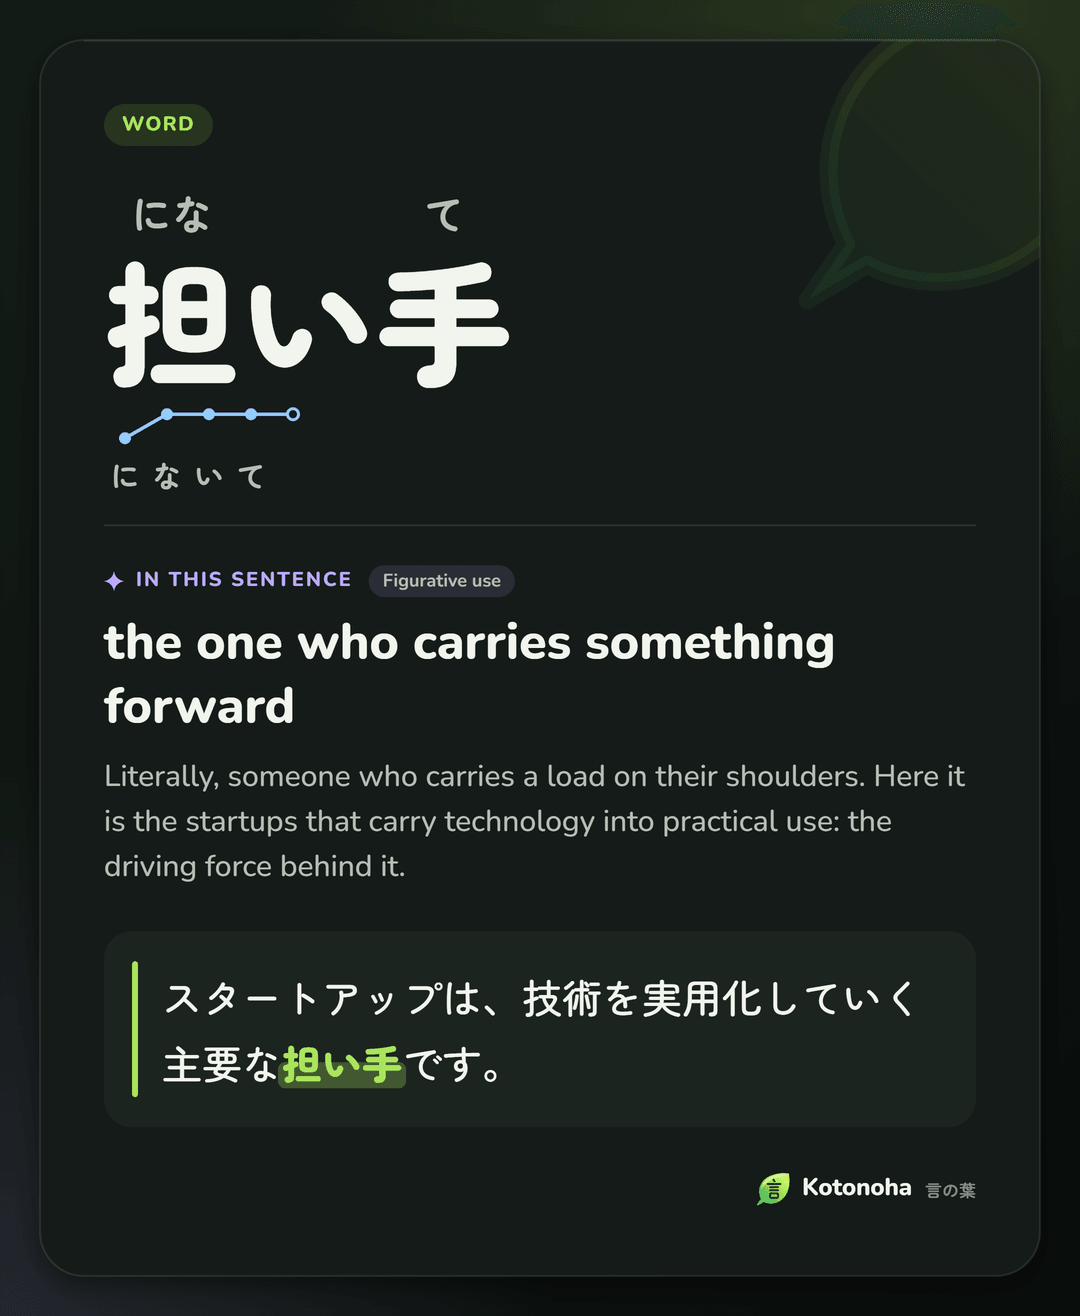 WORD
にな て
担い手
にないて
IN THIS SENTENCE Figurative use
the one who carries something
forward
Literally, someone who carries a load on their shoulders. Here it
is the startups that carry technology into practical use: the
driving force behind it.
スタートアップは、技術を実用化していく
主要な担い手です。
言 Kotonoha 言の葉